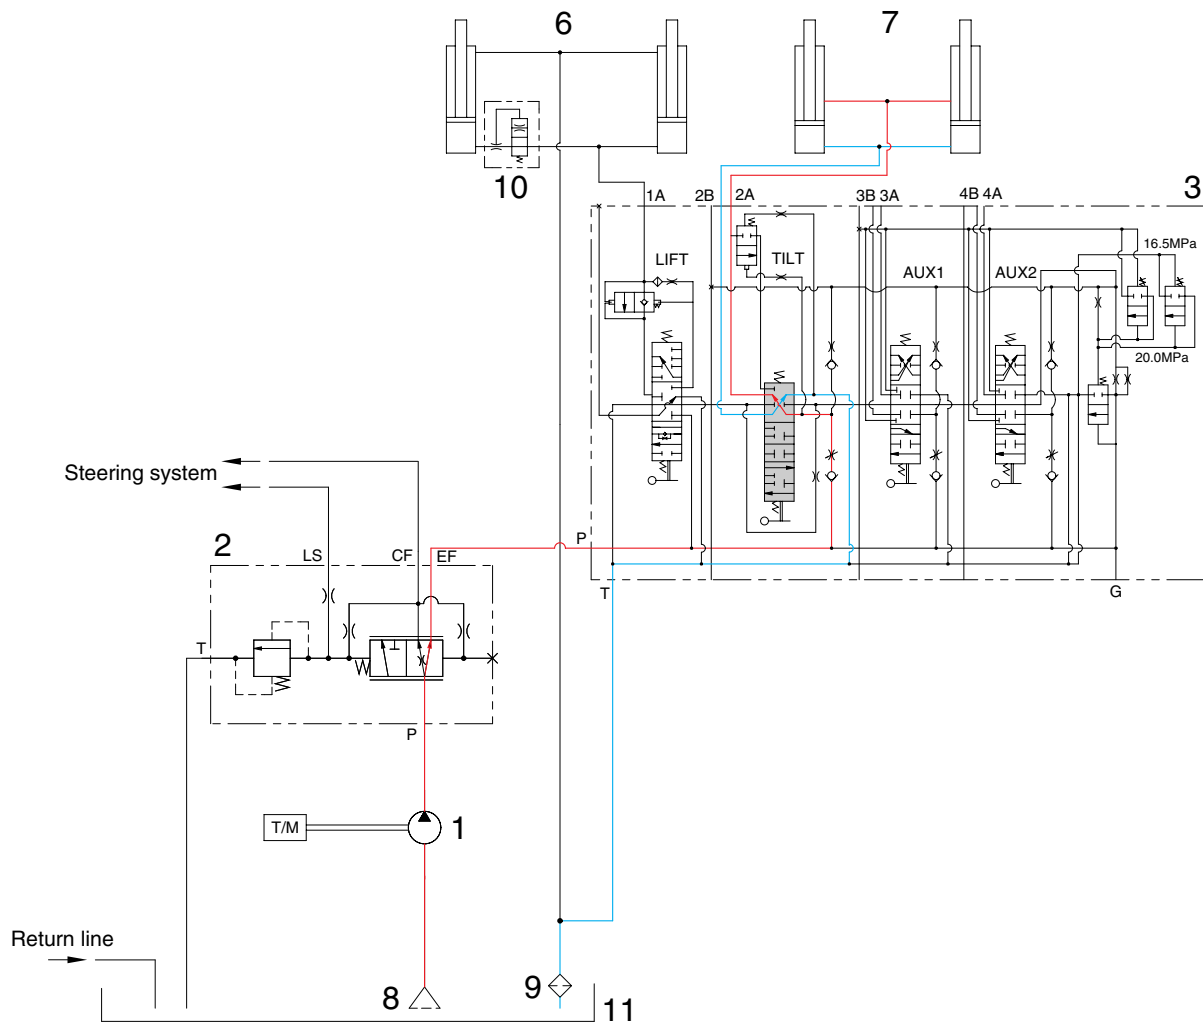 6
7
10
1A
2B
2A
3B 3A
4B 4A
3
16.5MPa
LIFT
TILT
AUX1
AUX2
20.0MPa
Steering system
2
LS
CF
EF
P
T
G
T
P
T/M
1
Return line
8
9
11